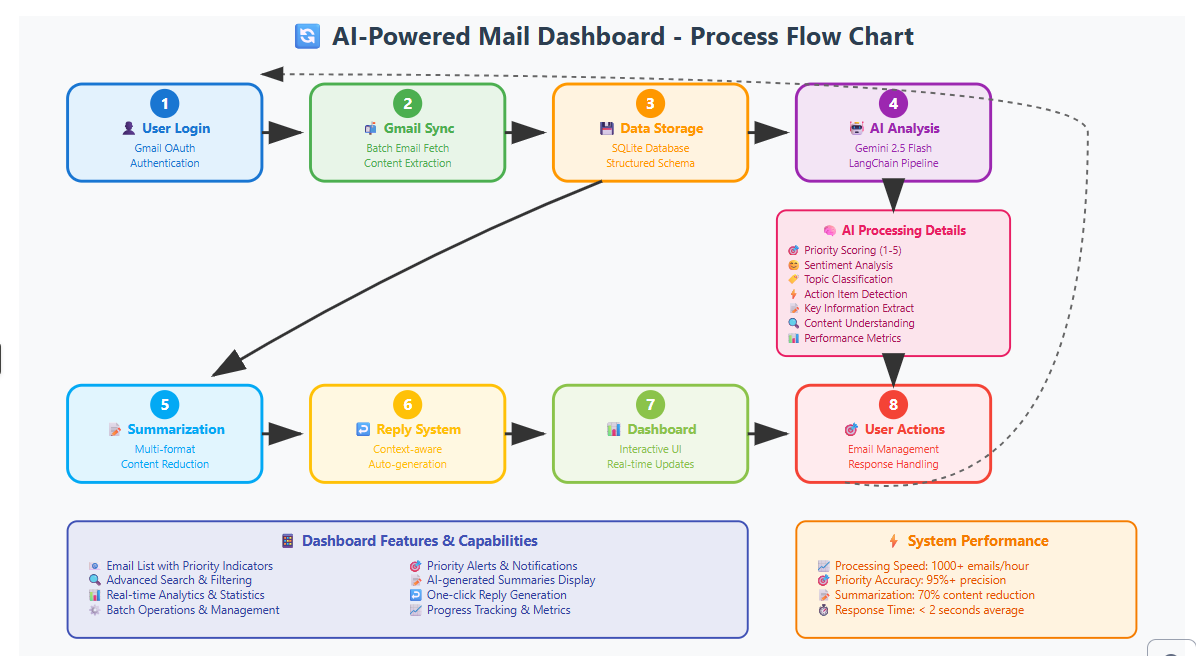 AI-Powered Mail Dashboard - Process Flow Chart
1
User Login
Gmail OAuth
Authentication
2
Gmail Sync
Batch Email Fetch
Content Extraction
3
Data Storage
SQLite Database
Structured Schema
4
AI Analysis
Gemini 2.5 Flash
LangChain Pipeline
AI Processing Details
Priority Scoring (1-5)
Sentiment Analysis
Topic Classification
Action Item Detection
Key Information Extract
Content Understanding
Performance Metrics
5
Summarization
Multi-format
Content Reduction
6
Reply System
Context-aware
Auto-generation
7
Dashboard
Interactive UI
Real-time Updates
8
User Actions
Email Management
Response Handling
Dashboard Features & Capabilities
Email List with Priority Indicators
Advanced Search & Filtering
Real-time Analytics & Statistics
Batch Operations & Management
Priority Alerts & Notifications
AI-generated Summaries Display
One-click Reply Generation
Progress Tracking & Metrics
System Performance
Processing Speed: 1000+ emails/hour
Priority Accuracy: 95%+ precision
Summarization: 70% content reduction
Response Time: < 2 seconds average